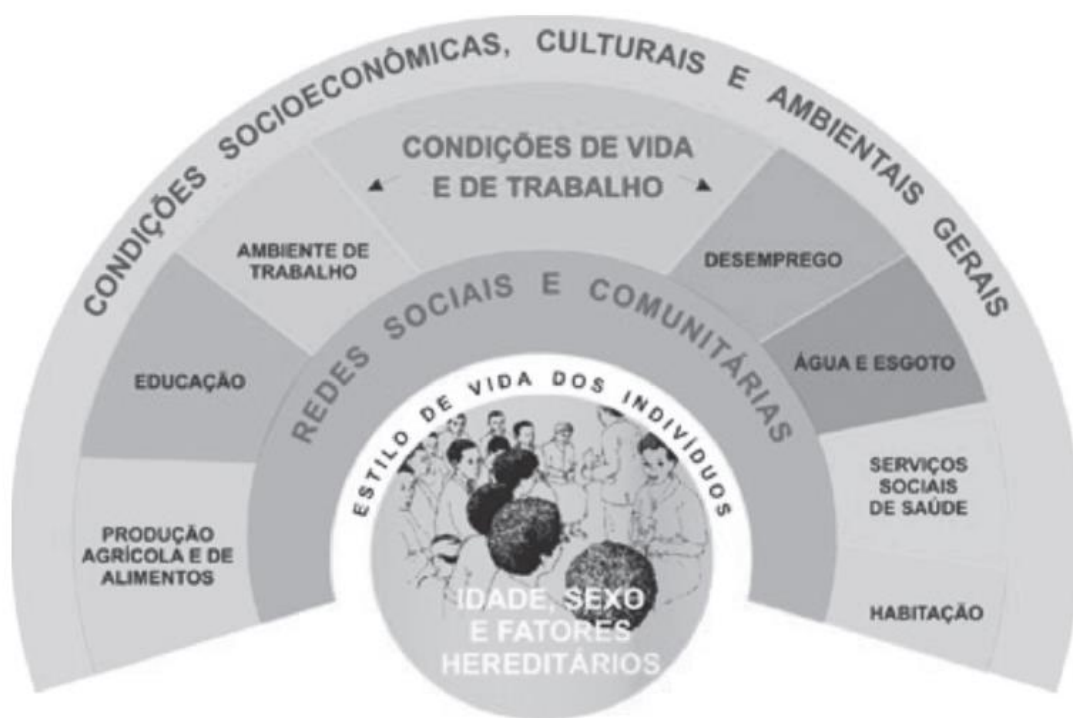 CONDIÇÕES SOCIOECONÔMICAS, CULTURAIS E AMBIENTAIS GERAIS
CONDIÇÕES DE VIDA
E DE TRABALHO
AMBIENTE DE
TRABALHO
DESEMPREGO
EDUCAÇÃO
ÁGUA E ESGOTO
PRODUÇÃO
AGRÍCOLA E DE
ALIMENTOS
SERVIÇOS
SOCIAIS
DE SAÚDE
HABITAÇÃO
REDES SOCIAIS E COMUNITÁRIAS
ESTILO DE VIDA DOS INDIVÍDUOS
IDADE, SEXO
E FATORES
HEREDITÁRIOS